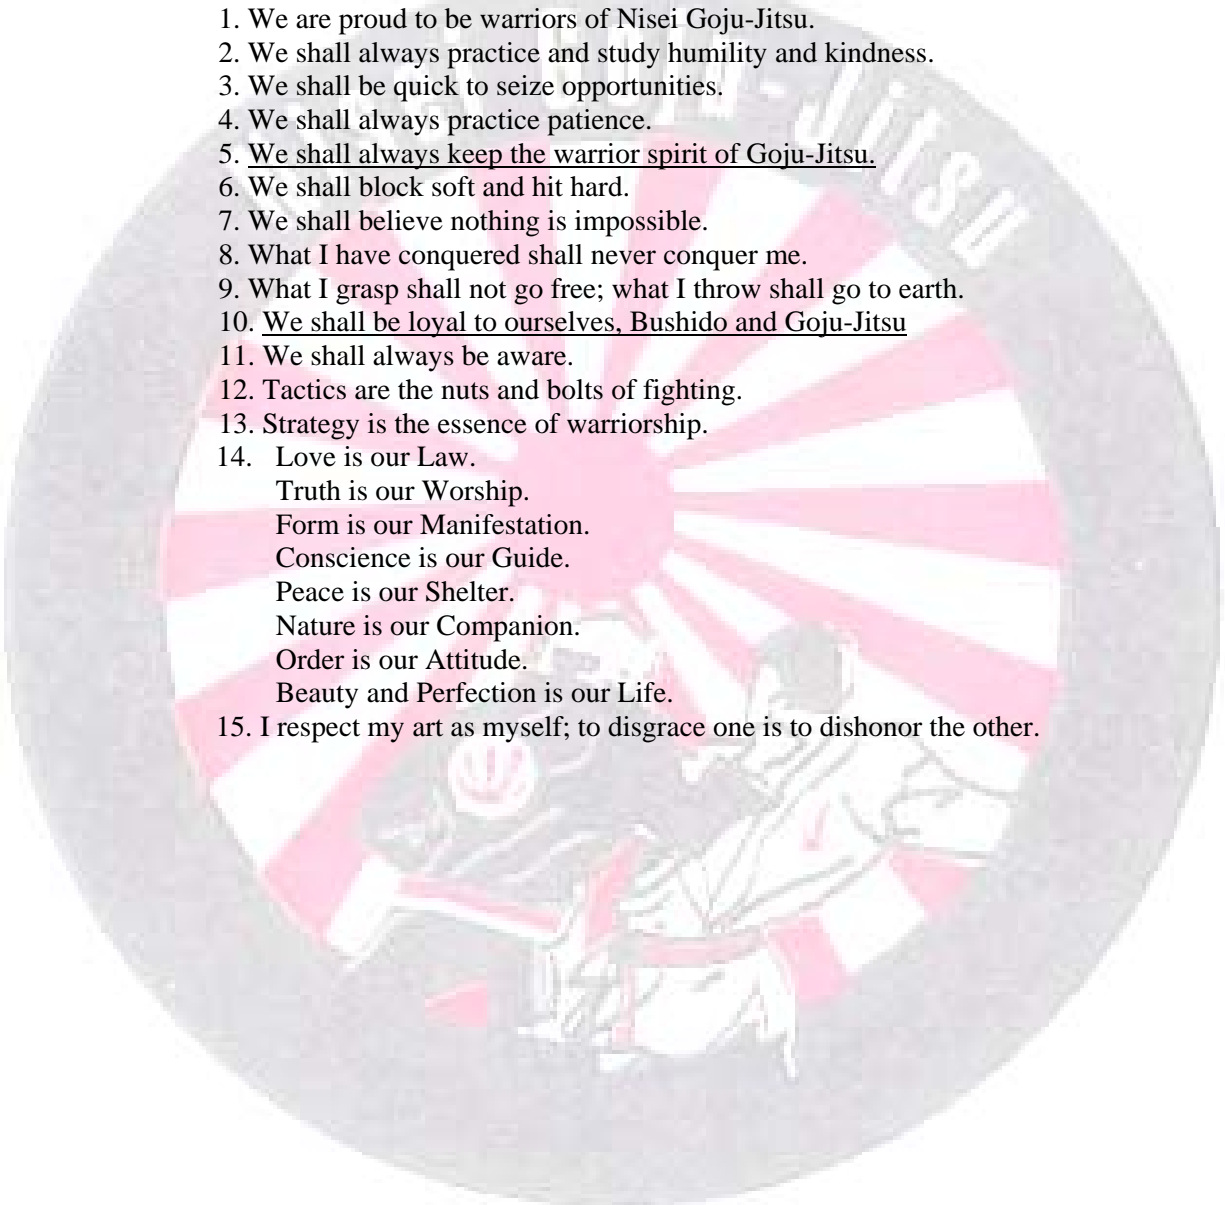 Nisei Goju-Jitsu
1. We are proud to be warriors of Nisei Goju-Jitsu.
2. We shall always practice and study humility and kindness.
3. We shall be quick to seize opportunities.
4. We shall always practice patience.
5. We shall always keep the warrior spirit of Goju-Jitsu.
6. We shall block soft and hit hard.
7. We shall believe nothing is impossible.
8. What I have conquered shall never conquer me.
9. What I grasp shall not go free; what I throw shall go to earth.
10. We shall be loyal to ourselves, Bushido and Goju-Jitsu
11. We shall always be aware.
12. Tactics are the nuts and bolts of fighting.
13. Strategy is the essence of warriorship.
14. Love is our Law.
Truth is our Worship.
Form is our Manifestation.
Conscience is our Guide.
Peace is our Shelter.
Nature is our Companion.
Order is our Attitude.
Beauty and Perfection is our Life.
15. I respect my art as myself; to disgrace one is to dishonor the other.